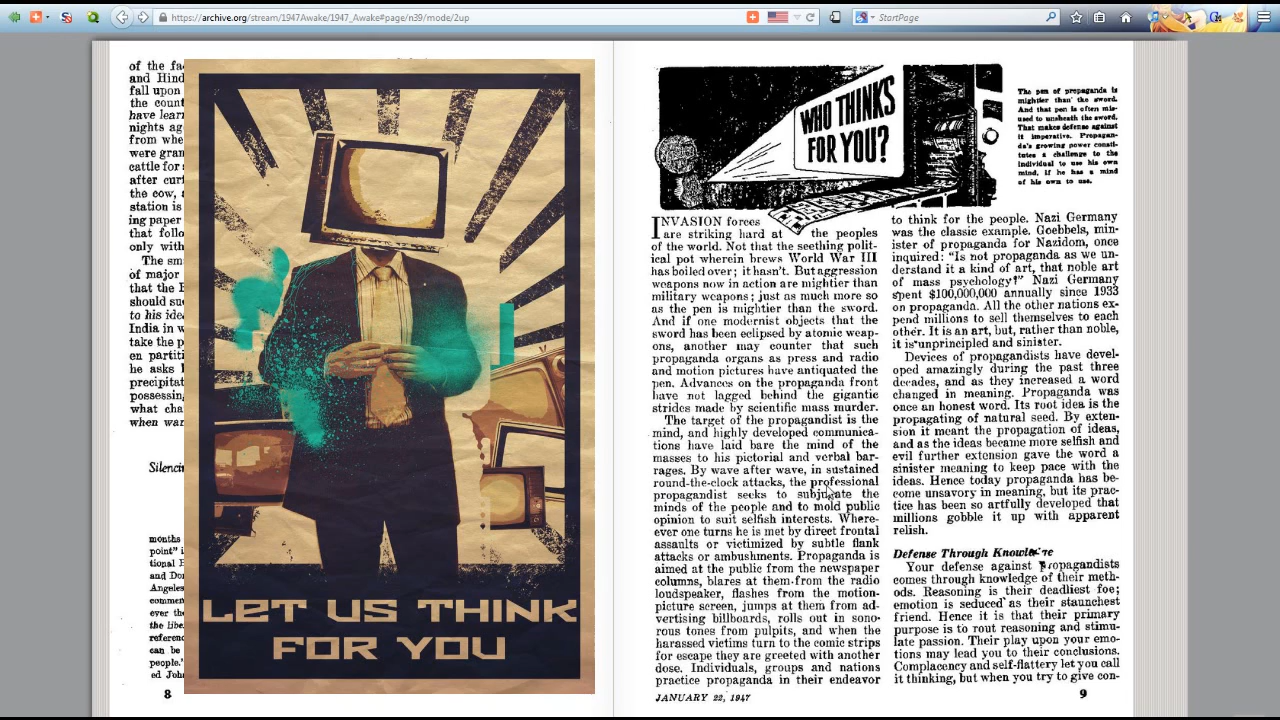 https://archive.org/stream/1947Awake/1947_Awake#page/n39/mode/2up
StartPage
of the fa
and Hind
fall upon
the count
have lear
nights ag
from whe
were gran
cattle for
after curf
the cow,
station is
ing paper
that follo
only with
The sm
of major
that the B
should su
to his ide
India in w
take the p
en partiti
he asks
precipitat
possessing
what cha
when war
Silencin
months
point" i
tional
and Don
Angeles
commen
ever the
the libe
referenc
can be
people."
ed John
8
LET US THINK
FOR YOU
WHO THINKS
FOR YOU?
The pen of propaganda is
mightier than the sword.
And that pen is often mis-
used to unsheath the sword.
That makes defense against
it imperative. Propagan-
da's growing power consti-
tutes a challenge to the
individual to use his own
mind, if he has a mind
of his own to use.
INVASION forces
are striking hard at the peoples
of the world. Not that the seething polit-
ical pot wherein brews World War III
has boiled over; it hasn't. But aggression
weapons now in action are mightier than
military weapons; just as much more so
as the pen is mightier than the sword.
And if one modernist objects that the
sword has been eclipsed by atomic weap-
ons, another may counter that such
propaganda organs as press and radio
and motion pictures have antiquated the
pen. Advances on the propaganda front
have not lagged behind the gigantic
strides made by scientific mass murder.
The target of the propagandist is the
mind, and highly developed communica-
tions have laid bare the mind of the
masses to his pictorial and verbal bar-
rages. By wave after wave, in sustained
round-the-clock attacks, the professional
propagandist seeks to subjugate the
minds of the people and to mold public
opinion to suit selfish interests. Where-
ever one turns he is met by direct frontal
assaults or victimized by subtle flank
attacks or ambushments. Propaganda is
aimed at the public from the newspaper
columns, blares at them from the radio
loudspeaker, flashes from the motion-
picture screen, jumps at them from ad-
vertising billboards, rolls out in sono-
rous tones from pulpits, and when the
harassed victims turn to the comic strips
for escape they are greeted with another
dose. Individuals, groups and nations
practice propaganda in their endeavor
JANUARY 22, 1947
to think for the people. Nazi Germany
was the classic example. Goebbels, min-
ister of propaganda for Nazidom, once
inquired: "Is not propaganda as we un-
derstand it a kind of art, that noble art
of mass psychology?" Nazi Germany
spent $100,000,000 annually since 1933
on propaganda. All the other nations ex-
pend millions to sell themselves to each
other. It is an art, but, rather than noble,
it is unprincipled and sinister.
Devices of propagandists have devel-
oped amazingly during the past three
decades, and as they increased a word
changed in meaning. Propaganda was
once an honest word. Its root idea is the
propagating of natural seed. By exten-
sion it meant the propagation of ideas,
and as the ideas became more selfish and
evil further extension gave the word a
sinister meaning to keep pace with the
ideas. Hence today propaganda has be-
come unsavory in meaning, but its prac-
tice has been so artfully developed that
millions gobble it up with apparent
relish.
Defense Through Knowledge
Your defense against propagandists
comes through knowledge of their meth-
ods. Reasoning is their deadliest foe;
emotion is seduced as their staunchest
friend. Hence it is that their primary
purpose is to rout reasoning and stimu-
late passion. Their play upon your emo-
tions may lead you to their conclusions.
Complacency and self-flattery let you call
it thinking, but when you try to give con-
9